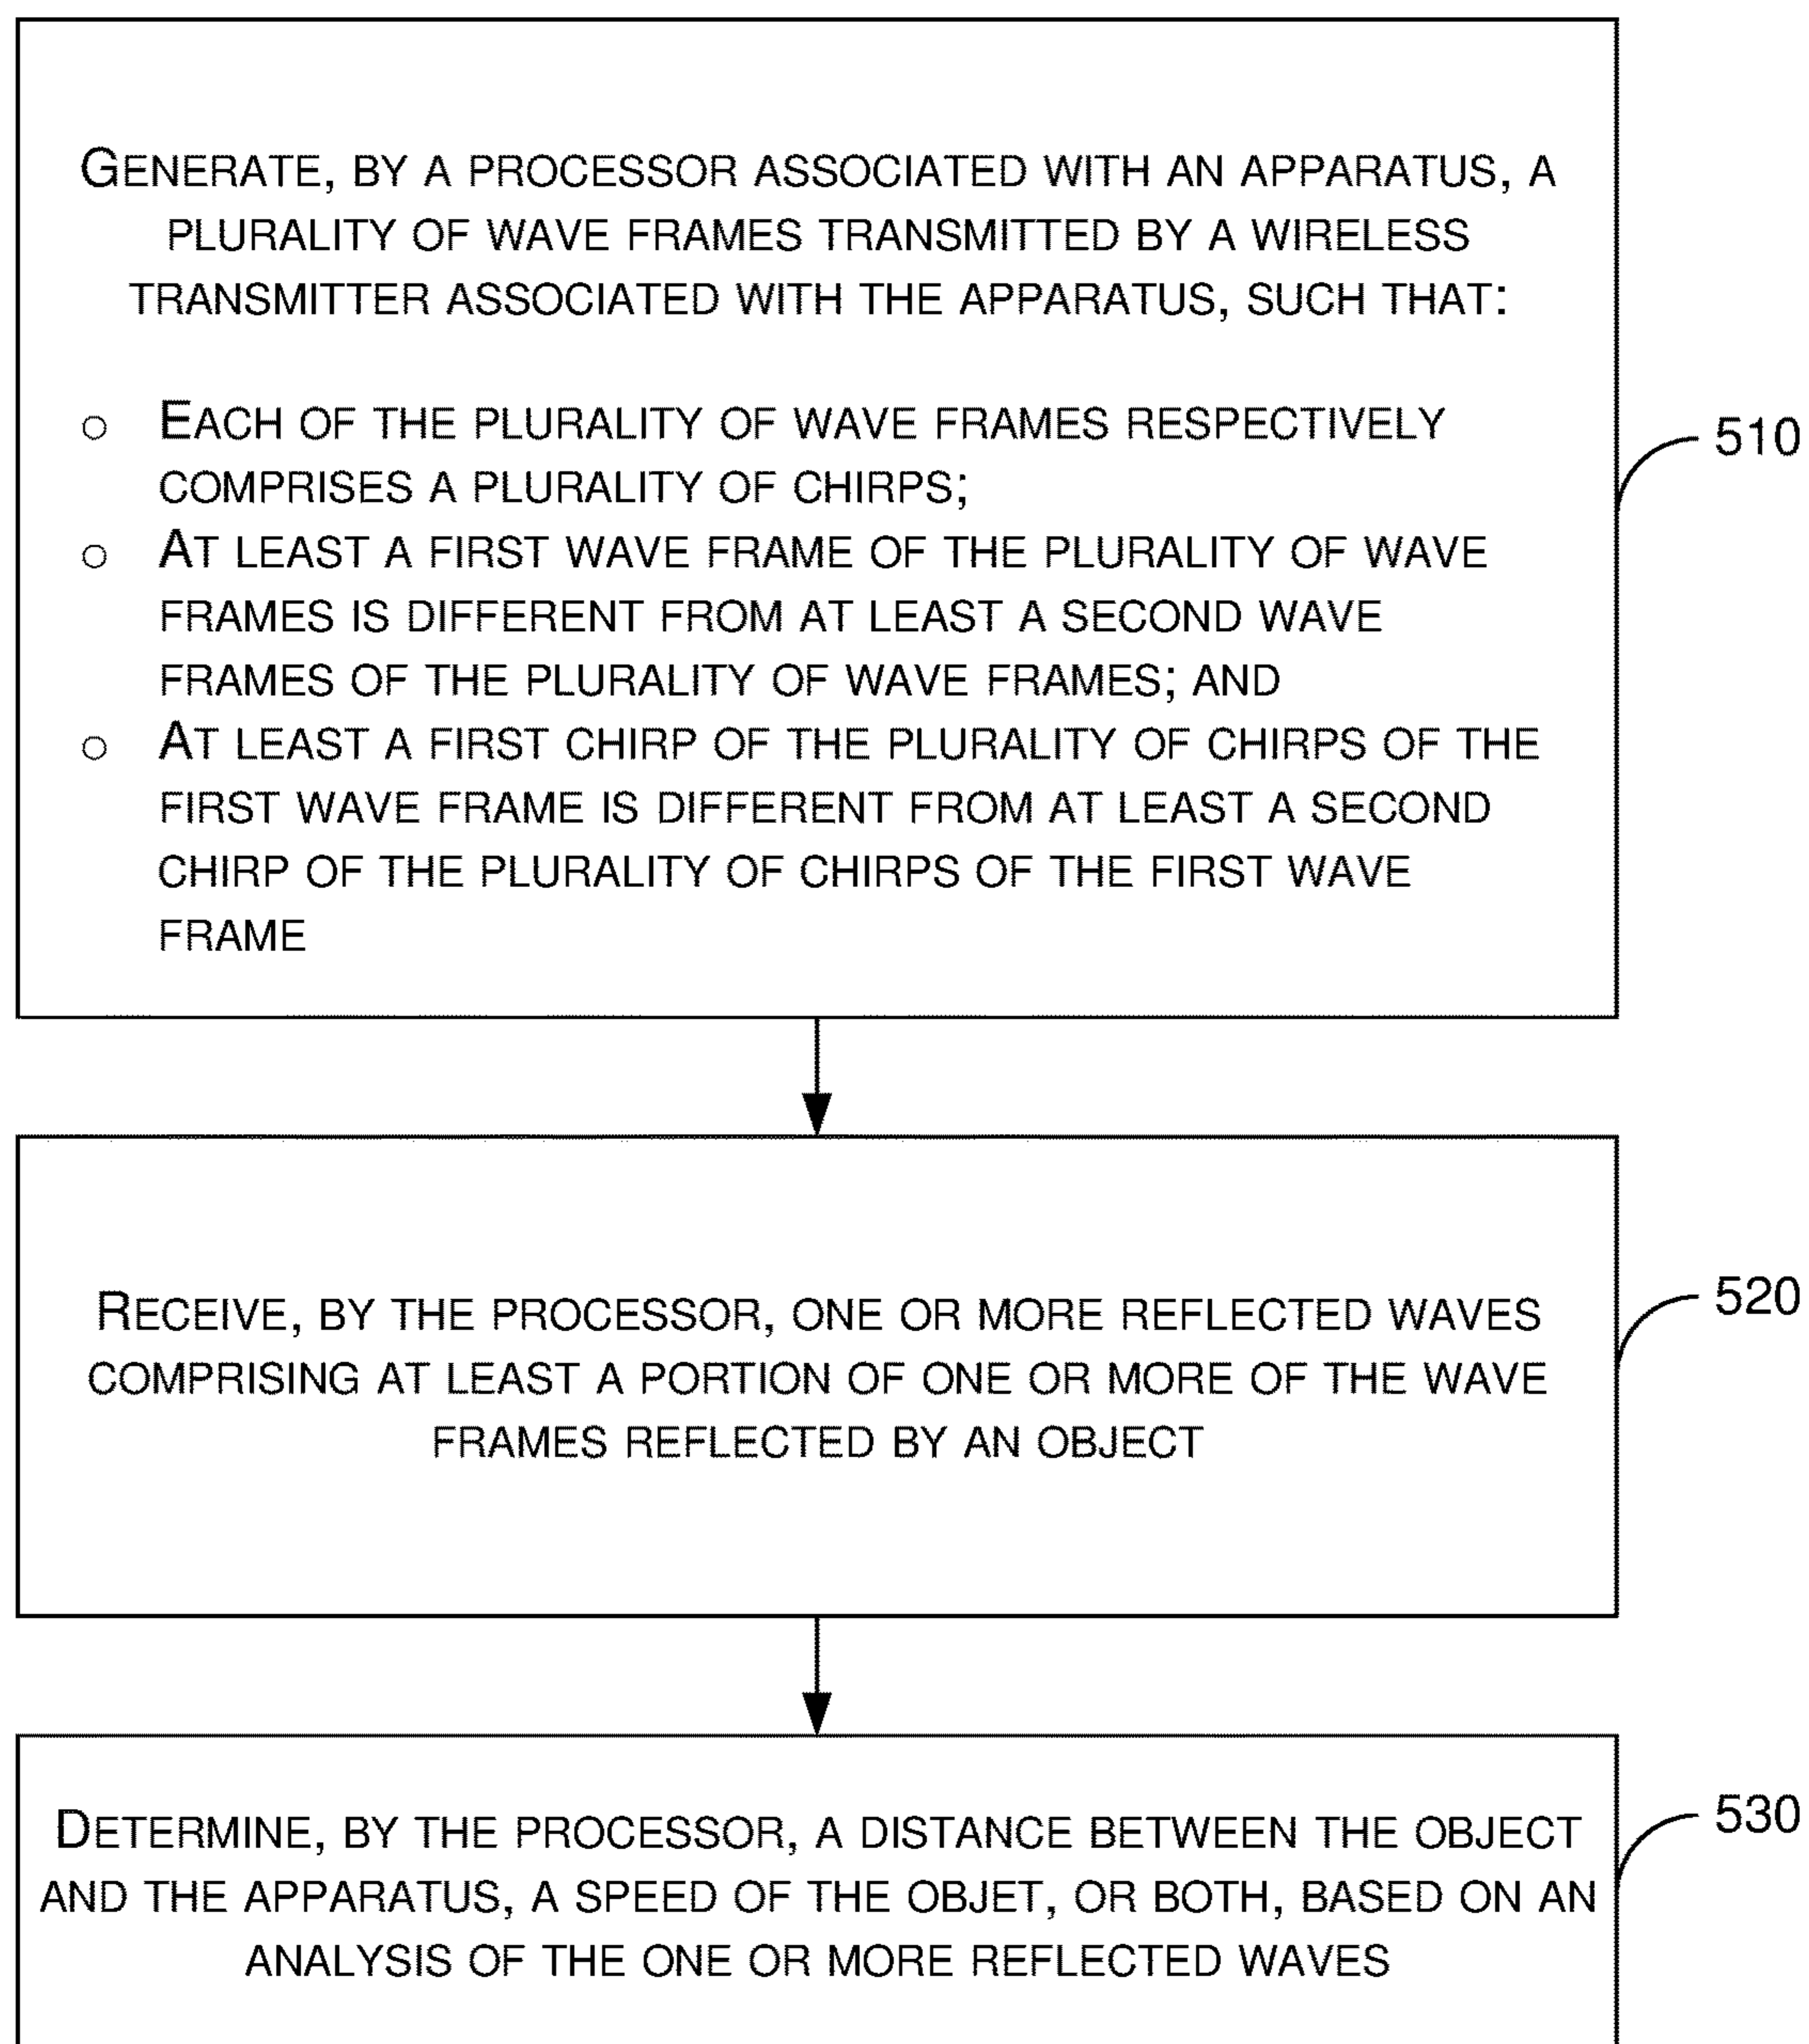 GENERATE, BY A PROCESSOR ASSOCIATED WITH AN APPARATUS, A
PLURALITY OF WAVE FRAMES TRANSMITTED BY A WIRELESS
TRANSMITTER ASSOCIATED WITH THE APPARATUS, SUCH THAT:
○ EACH OF THE PLURALITY OF WAVE FRAMES RESPECTIVELY
COMPRISES A PLURALITY OF CHIRPS;
○ AT LEAST A FIRST WAVE FRAME OF THE PLURALITY OF WAVE
FRAMES IS DIFFERENT FROM AT LEAST A SECOND WAVE
FRAMES OF THE PLURALITY OF WAVE FRAMES; AND
○ AT LEAST A FIRST CHIRP OF THE PLURALITY OF CHIRPS OF THE
FIRST WAVE FRAME IS DIFFERENT FROM AT LEAST A SECOND
CHIRP OF THE PLURALITY OF CHIRPS OF THE FIRST WAVE
FRAME
510
RECEIVE, BY THE PROCESSOR, ONE OR MORE REFLECTED WAVES
COMPRISING AT LEAST A PORTION OF ONE OR MORE OF THE WAVE
FRAMES REFLECTED BY AN OBJECT
520
DETERMINE, BY THE PROCESSOR, A DISTANCE BETWEEN THE OBJECT
AND THE APPARATUS, A SPEED OF THE OBJET, OR BOTH, BASED ON AN
ANALYSIS OF THE ONE OR MORE REFLECTED WAVES
530